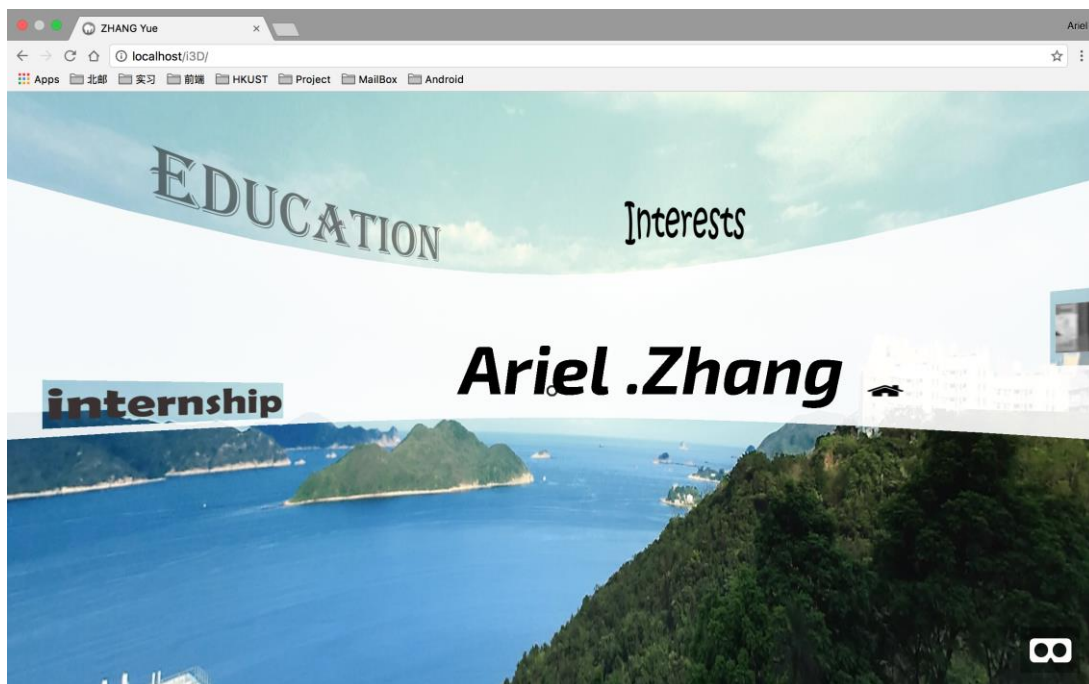 ZHANG Yue
Ariel
localhost/i3D/
Apps 北邮 实习 前端 HKUST Project MailBox Android
EDUCATION
Interests
Ariel .Zhang
internship